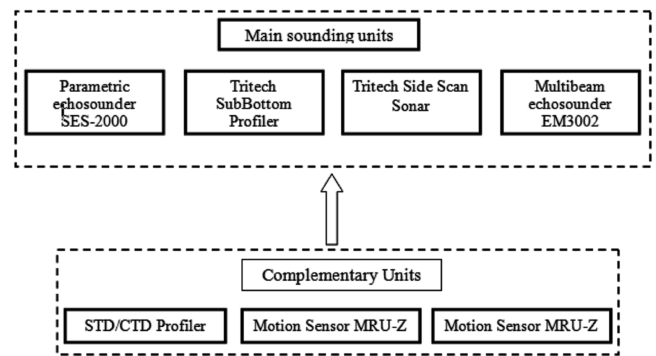 Main sounding units
Parametric
echosounder
SES-2000
Tritech
SubBottom
Profiler
Tritech Side Scan
Sonar
Multibeam
echosounder
EM3002
Complementary Units
STD/CTD Profiler
Motion Sensor MRU-Z
Motion Sensor MRU-Z